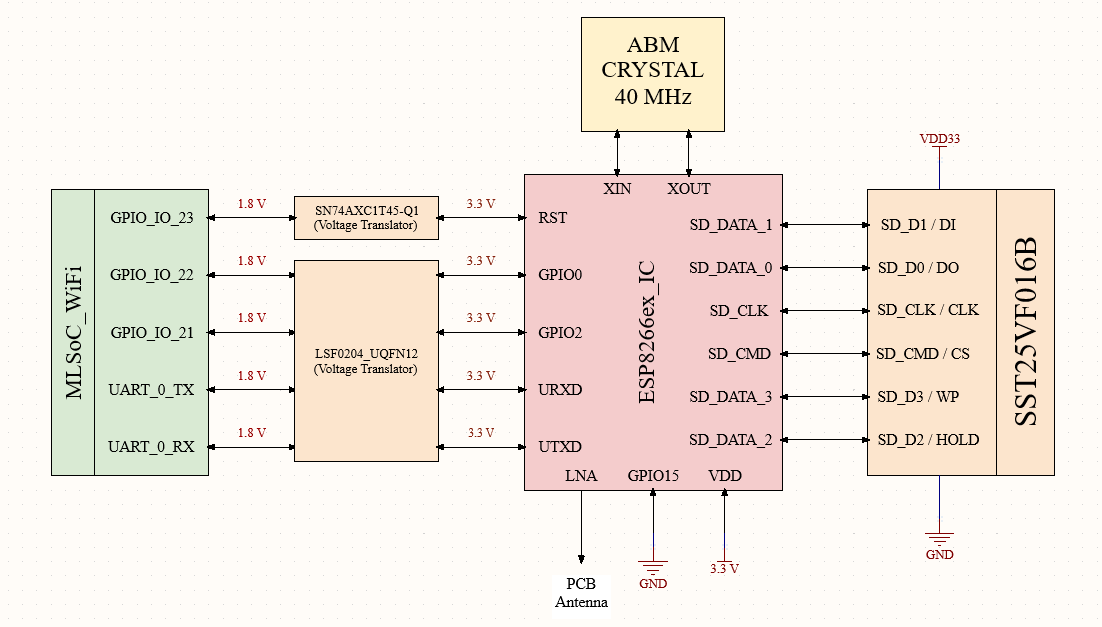 ABM
CRYSTAL
40 MHz
XIN
XOUT
VDD33
MLSoC_WiFi
GPIO_IO_23
1.8 V
SN74AXC1T45-Q1
(Voltage Translator)
3.3 V
RST
GPIO_IO_22
1.8 V
3.3 V
GPIO0
GPIO_IO_21
1.8 V
3.3 V
GPIO2
LSF0204_UQFN12
(Voltage Translator)
UART_0_TX
1.8 V
3.3 V
URXD
UART_0_RX
1.8 V
3.3 V
UTXD
ESP8266ex_IC
SD_DATA_1
SD_D1 / DI
SD_DATA_0
SD_D0 / DO
SD_CLK
SD_CLK / CLK
SD_CMD
SD_CMD / CS
SD_DATA_3
SD_D3 / WP
SD_DATA_2
SD_D2 / HOLD
SST25VF016B
LNA
GPIO15
VDD
PCB
Antenna
GND
3.3 V
GND